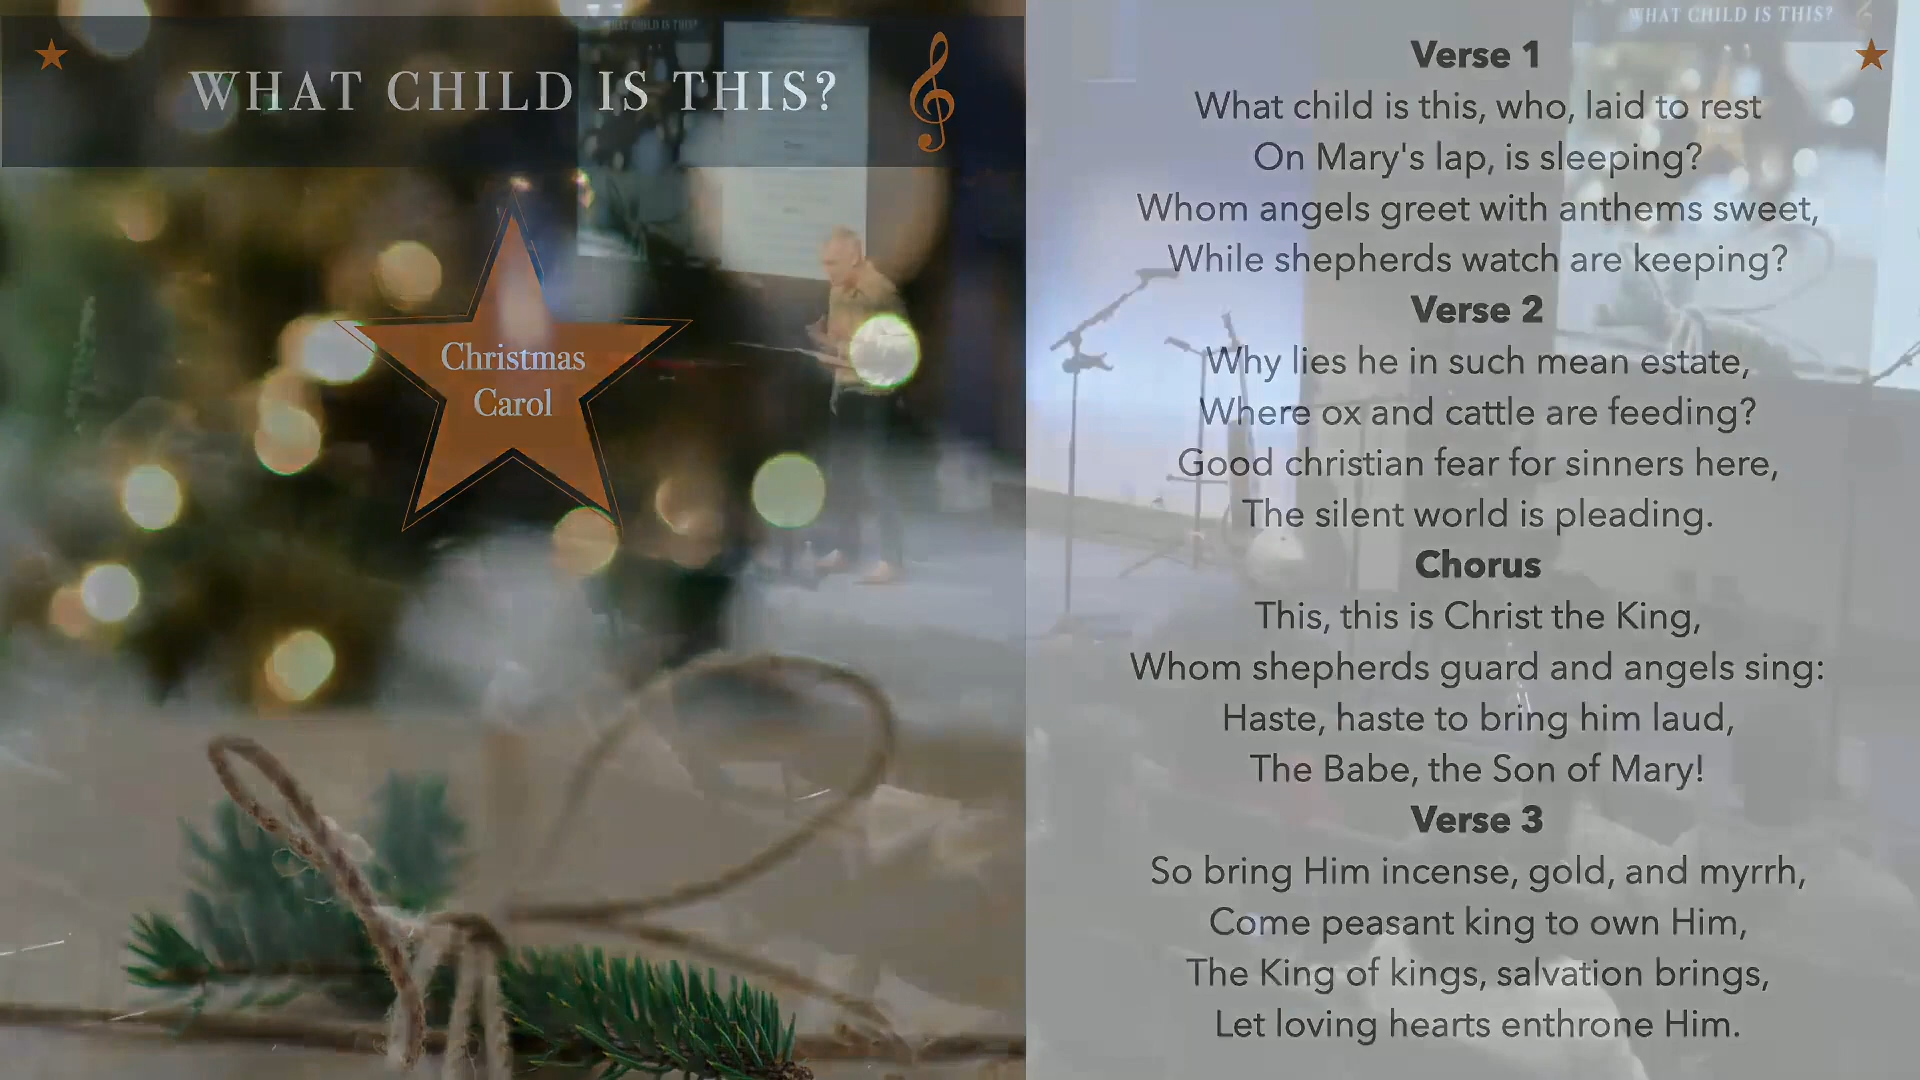 WHAT CHILD IS THIS?
Christmas
Carol
WHAT CHILD IS THIS?
Verse 1
What child is this, who, laid to rest
On Mary's lap, is sleeping?
Whom angels greet with anthems sweet,
While shepherds watch are keeping?
Verse 2
Why lies he in such mean estate,
Where ox and cattle are feeding?
Good christian fear for sinners here,
The silent world is pleading.
Chorus
This, this is Christ the King,
Whom shepherds guard and angels sing:
Haste, haste to bring him laud,
The Babe, the Son of Mary!
Verse 3
So bring Him incense, gold, and myrrh,
Come peasant king to own Him,
The King of kings, salvation brings,
Let loving hearts enthrone Him.